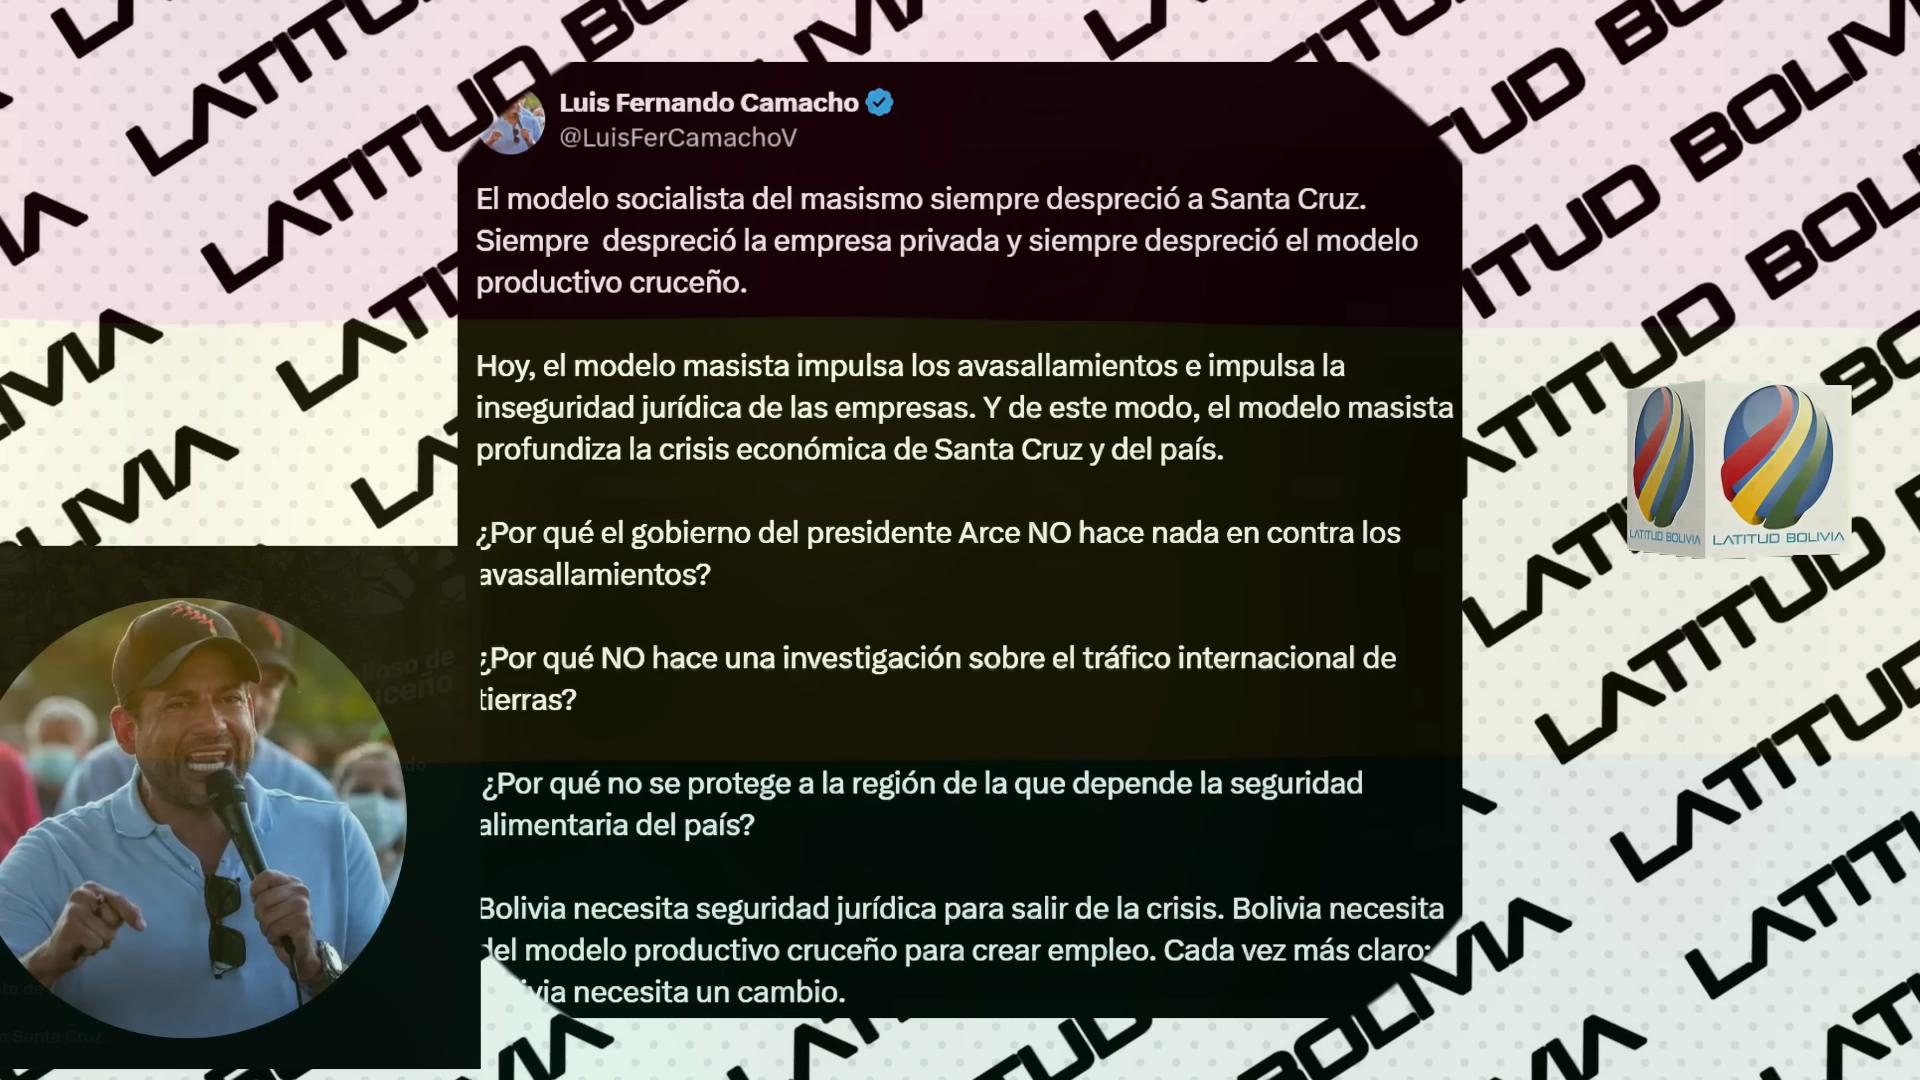 Luis Fernando Camacho
@LuisFerCamachoV
El modelo socialista del masismo siempre despreció a Santa Cruz.
Siempre despreció la empresa privada y siempre despreció el modelo
productivo cruceño.
Hoy, el modelo masista impulsa los avasallamientos e impulsa la
inseguridad jurídica de las empresas. Y de este modo, el modelo masista
profundiza la crisis económica de Santa Cruz y del país.
¿Por qué el gobierno del presidente Arce NO hace nada en contra los
avasallamientos?
¿Por qué NO hace una investigación sobre el tráfico internacional de
tierras?
¿Por qué no se protege a la región de la que depende la seguridad
alimentaria del país?
Bolivia necesita seguridad jurídica para salir de la crisis. Bolivia necesita
del modelo productivo cruceño para crear empleo. Cada vez más claro:
ivia necesita un cambio.
LATITUD BOLIVIA
LATITUD BOLIVIA
LATITUD BOLIVIA